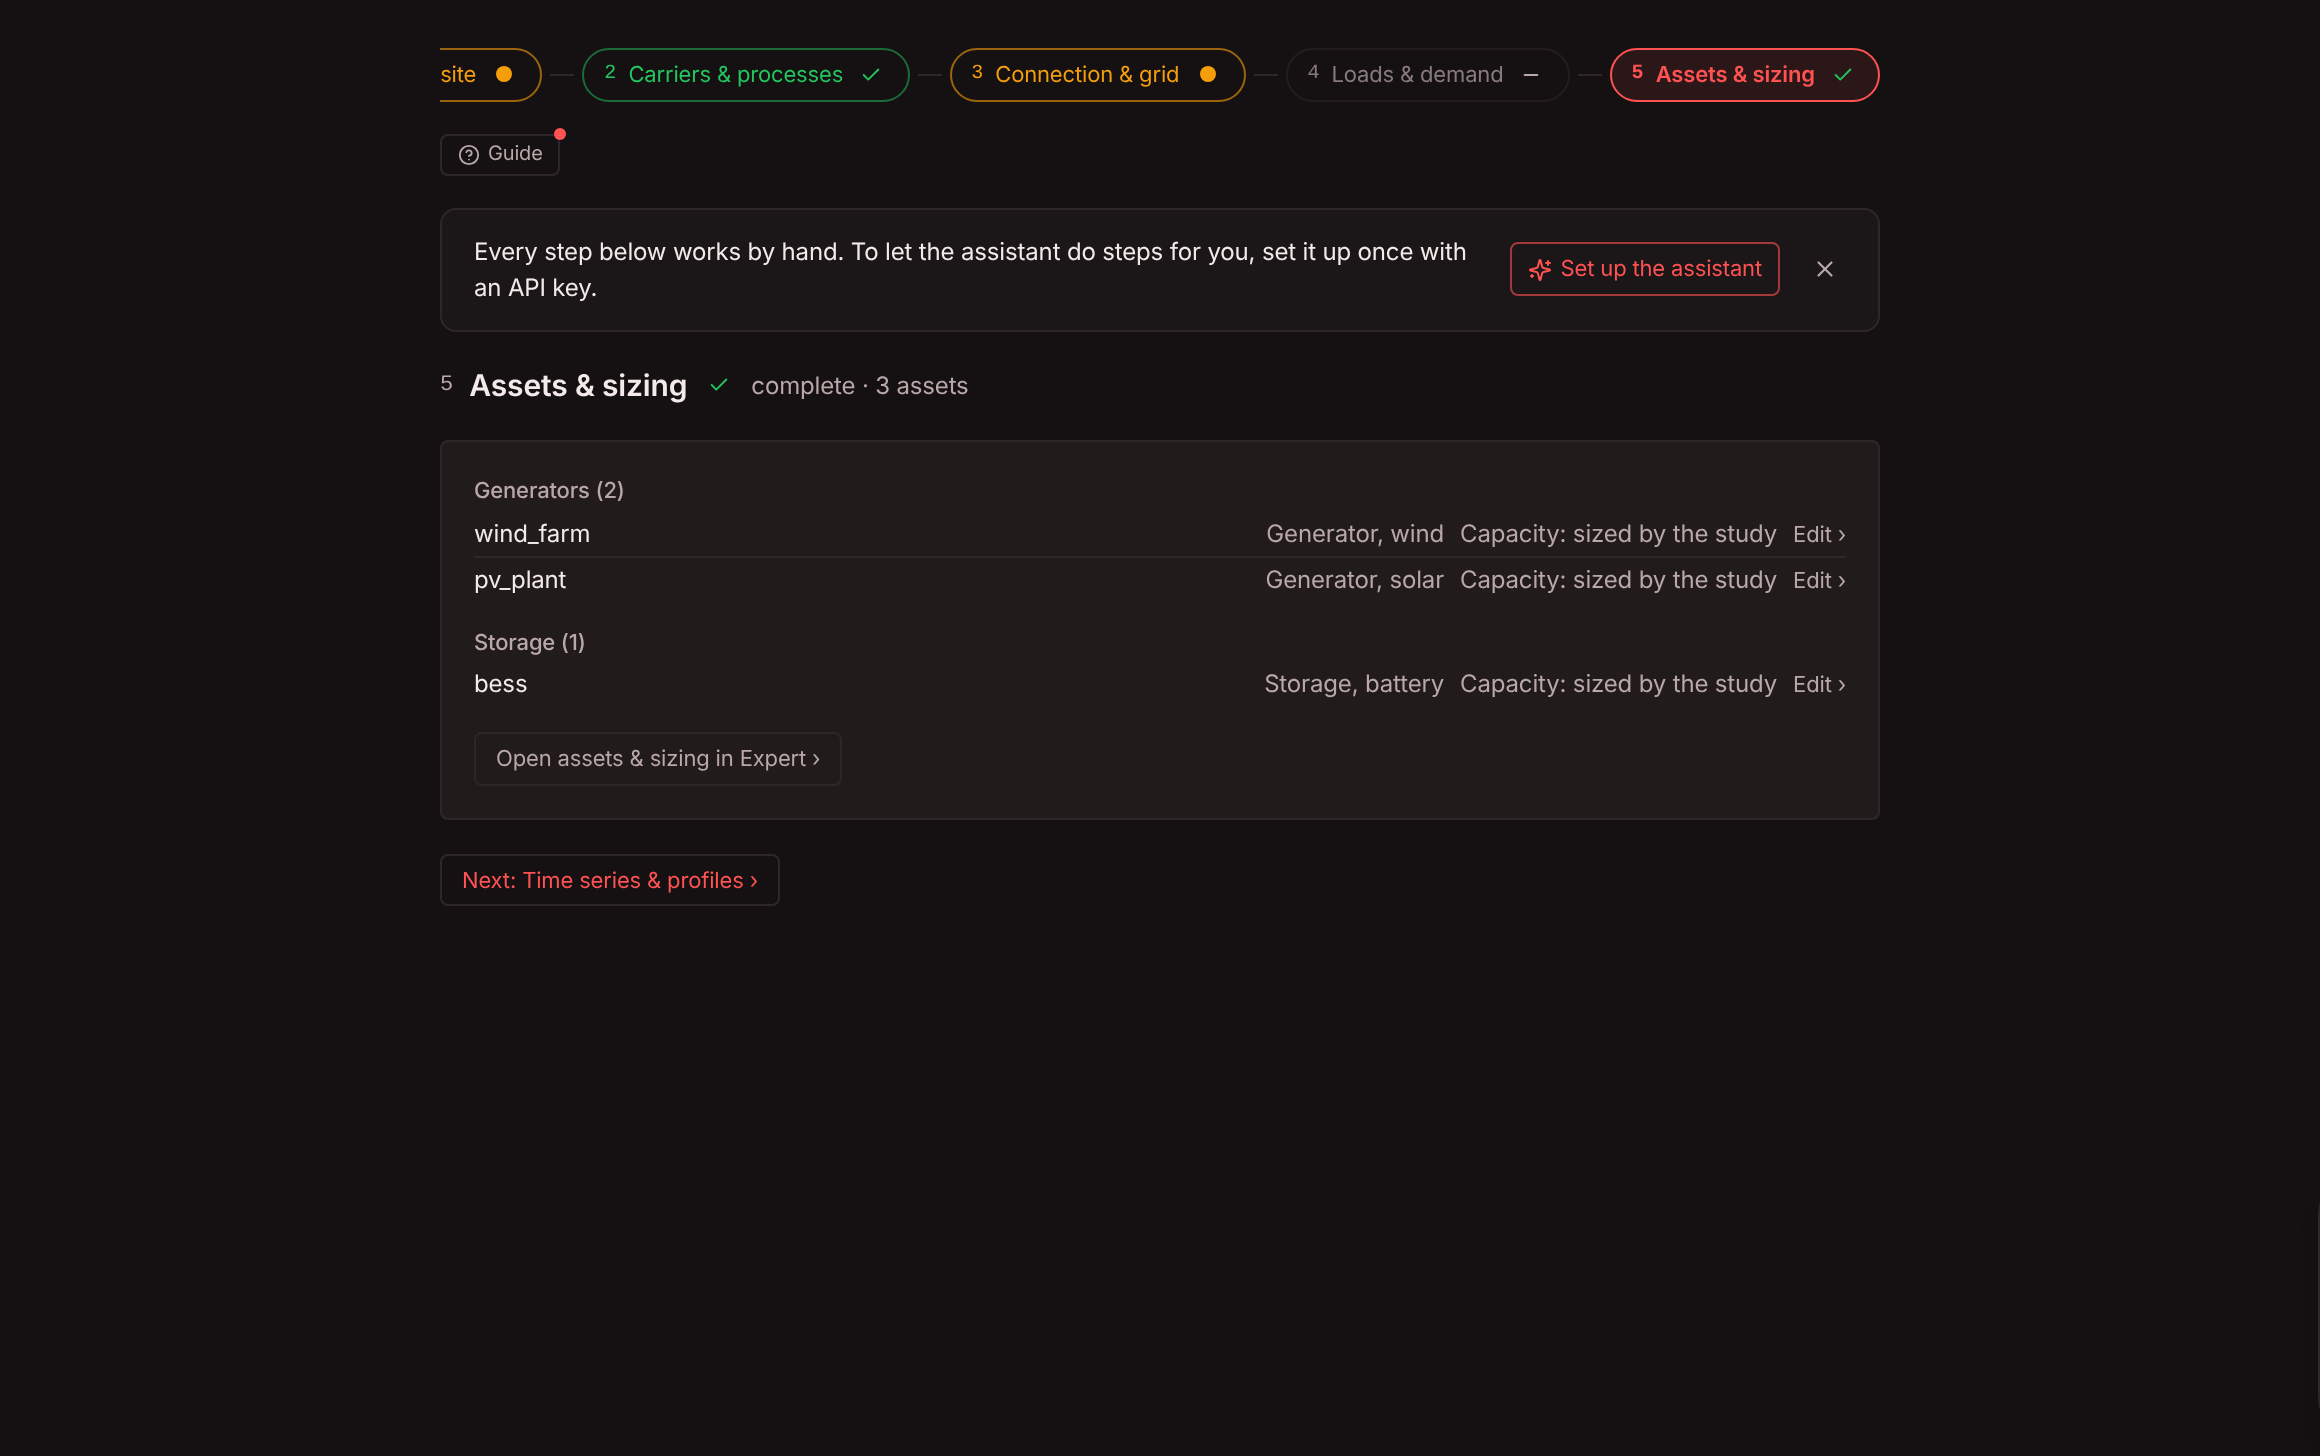 site
2 Carriers & processes
3 Connection & grid
4 Loads & demand
5 Assets & sizing
Guide
Every step below works by hand. To let the assistant do steps for you, set it up once with
an API key.
Set up the assistant
5 Assets & sizing complete · 3 assets
Generators (2)
wind_farm Generator, wind Capacity: sized by the study Edit ›
pv_plant Generator, solar Capacity: sized by the study Edit ›
Storage (1)
bess Storage, battery Capacity: sized by the study Edit ›
Open assets & sizing in Expert ›
Next: Time series & profiles ›